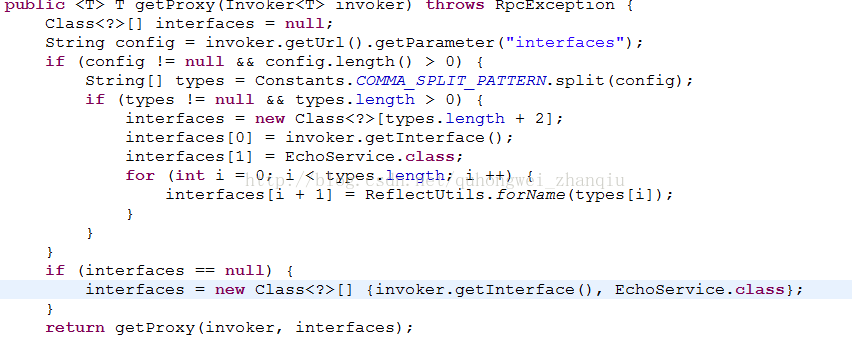 public <T> T getProxy(Invoker<T> invoker) throws RpcException {
    Class<?>[] interfaces = null;
    String config = invoker.getUrl().getParameter("interfaces");
    if (config != null && config.length() > 0) {
        String[] types = Constants.COMMA_SPLIT_PATTERN.split(config);
        if (types != null && types.length > 0) {
            interfaces = new Class<?>[types.length + 2];
            interfaces[0] = invoker.getInterface();
            interfaces[1] = EchoService.class;
            for (int i = 0; i < types.length; i ++) {
http://blog.csdn.net/quhongwei_zhanqiu
                interfaces[i + 1] = ReflectUtils.forName(types[i]);
            }
        }
    }
    if (interfaces == null) {
        interfaces = new Class<?>[] {invoker.getInterface(), EchoService.class};
    }
    return getProxy(invoker, interfaces);